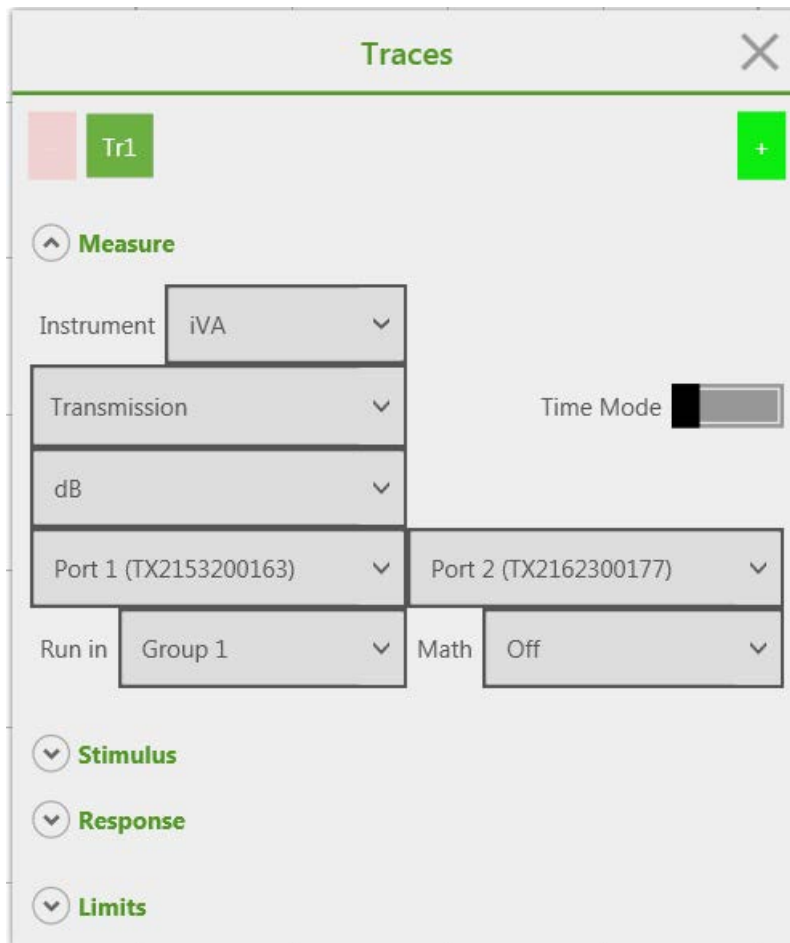 Traces
- Tr1 +
Measure
Instrument iVA
Transmission Time Mode
dB
Port 1 (TX2153200163) Port 2 (TX2162300177)
Run in Group 1 Math Off
Stimulus
Response
Limits